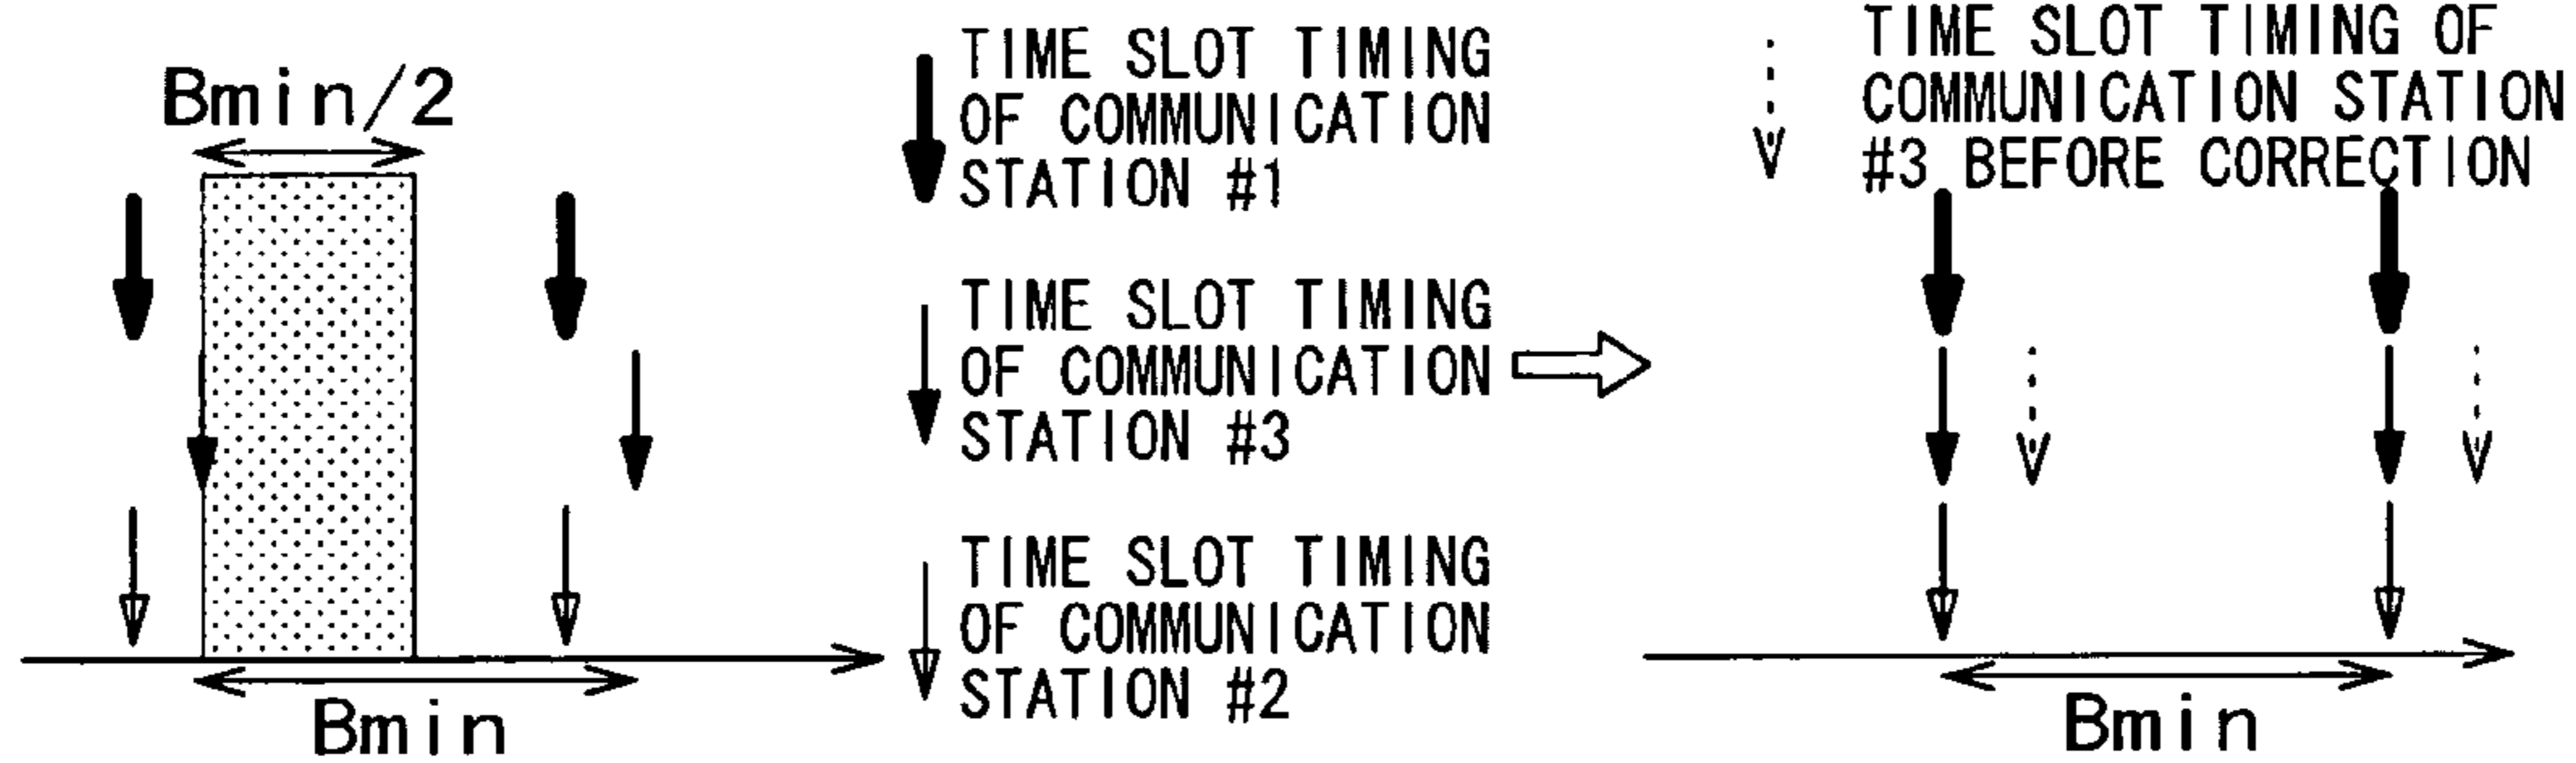 Bmin/2
Bmin
TIME SLOT TIMING
OF COMMUNICATION
STATION #1
TIME SLOT TIMING
OF COMMUNICATION
STATION #3
TIME SLOT TIMING
OF COMMUNICATION
STATION #2
TIME SLOT TIMING OF
COMMUNICATION STATION
#3 BEFORE CORRECTION
Bmin